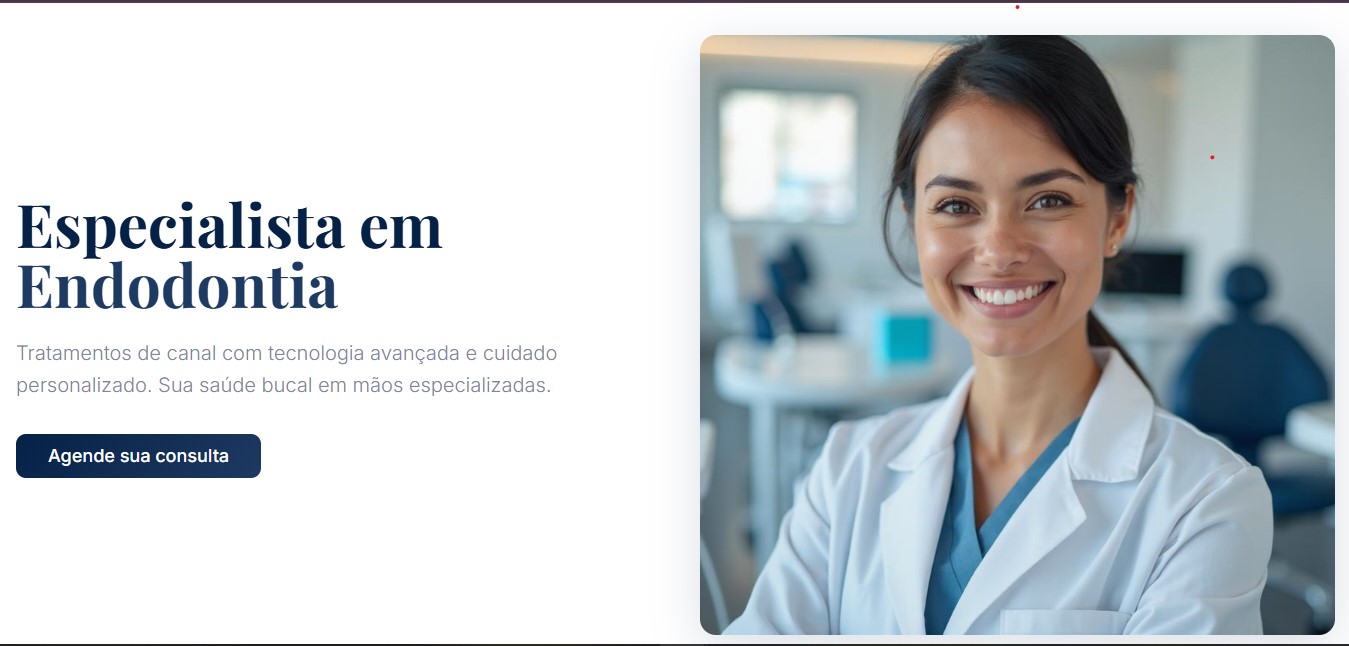 Especialista em
Endodontia
Tratamentos de canal com tecnologia avançada e cuidado
personalizado. Sua saúde bucal em mãos especializadas.
Agende sua consulta